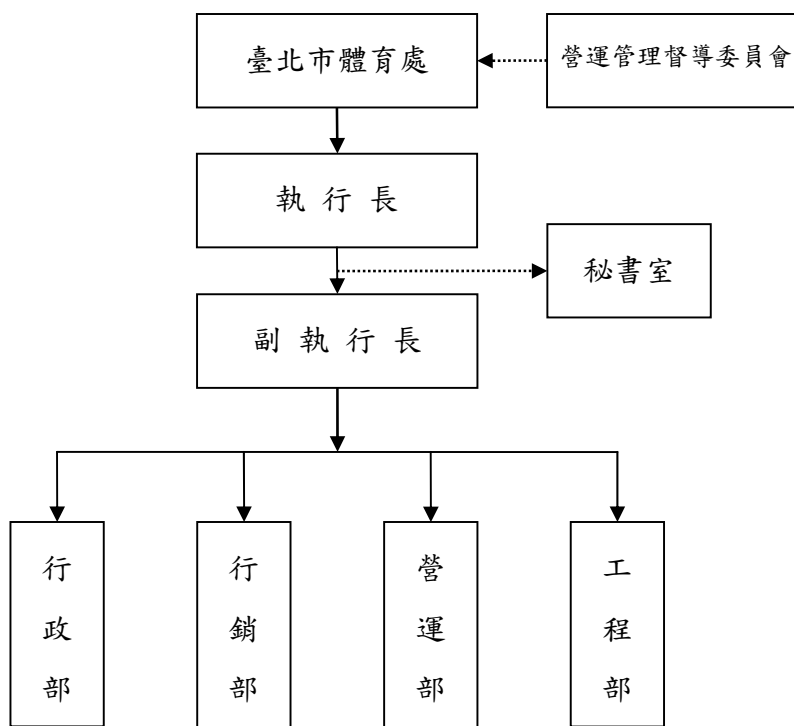 臺北市體育處
營運管理督導委員會
執 行 長
秘書室
副 執 行 長
行政部
行銷部
營運部
工程部